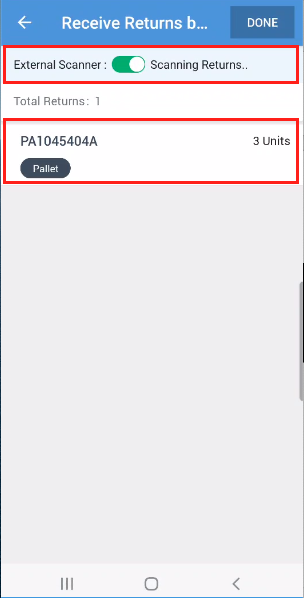 Receive Returns b... DONE
External Scanner : Scanning Returns..
Total Returns: 1
PA1045404A 3 Units
Pallet